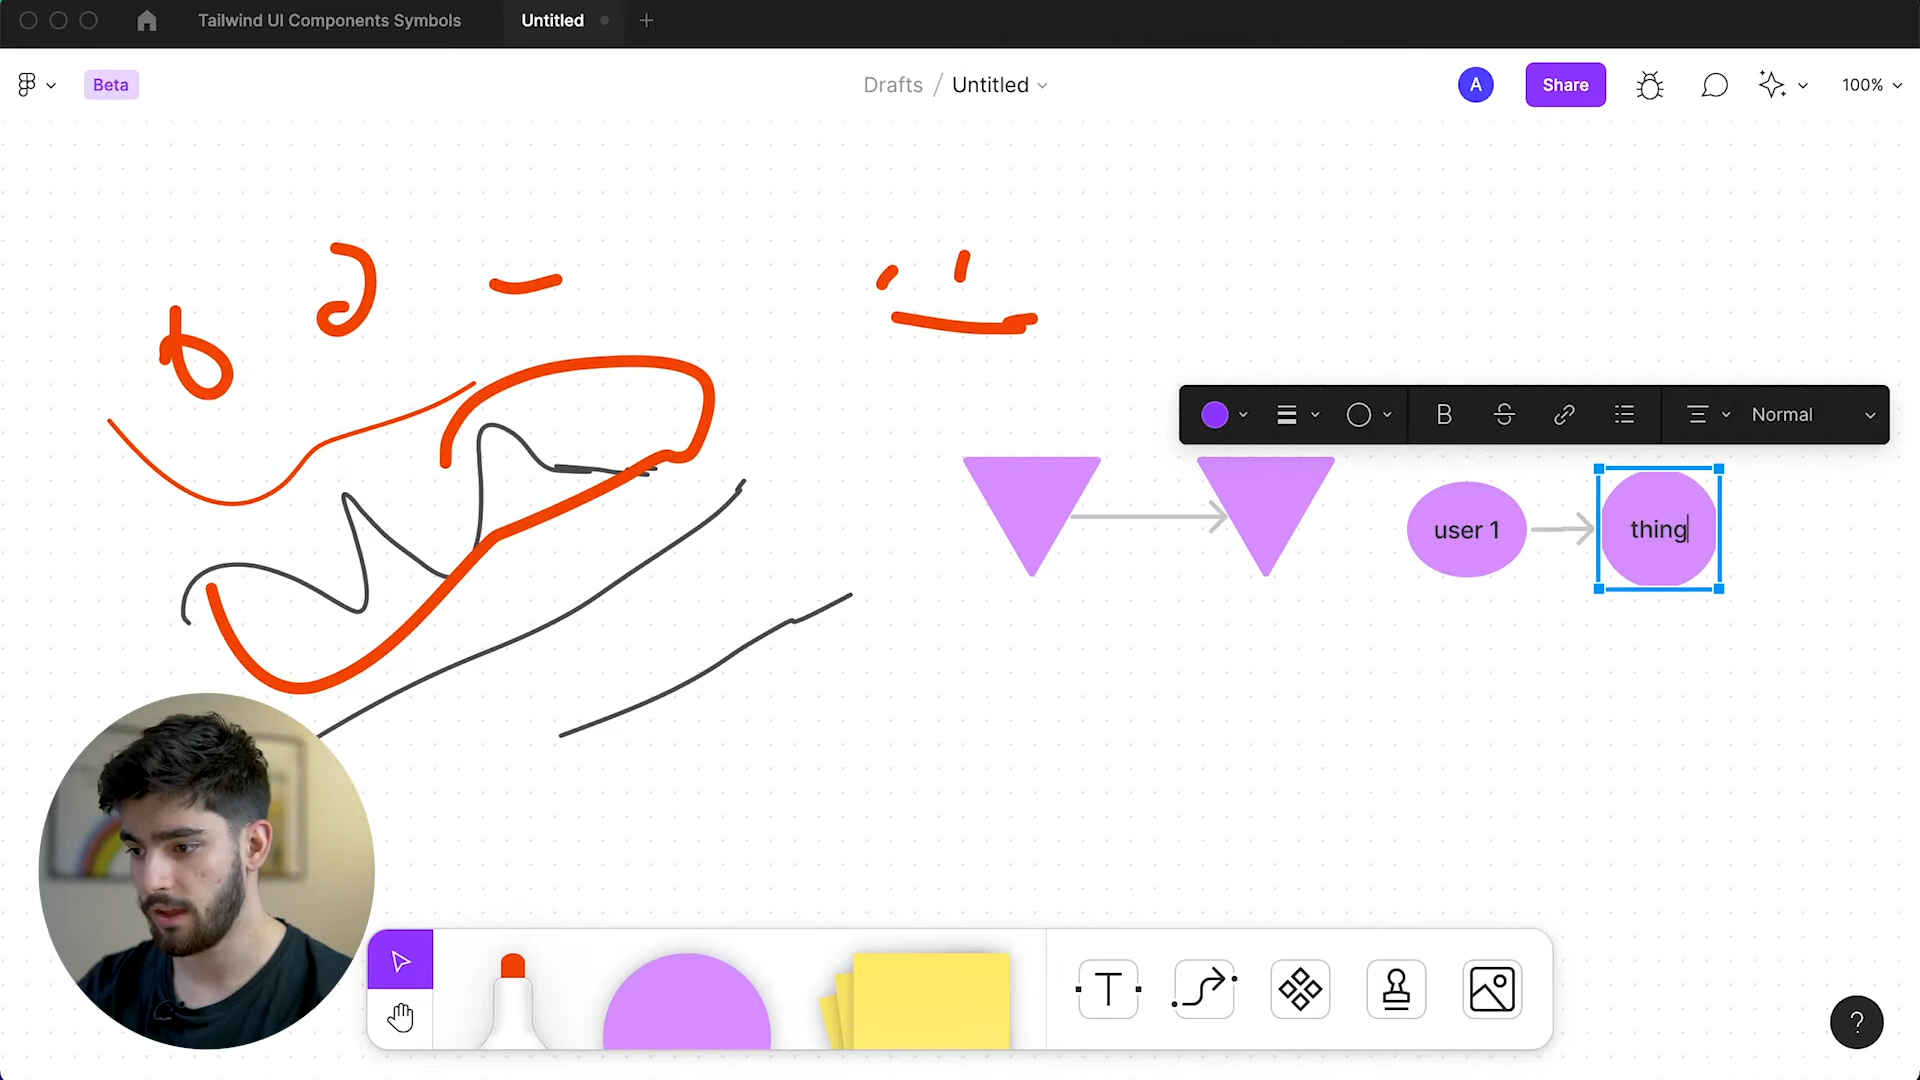 Tailwind UI Components Symbols
Untitled
Beta
Drafts / Untitled
A
Share
100%
B
S
Normal
user 1
thing
T
?